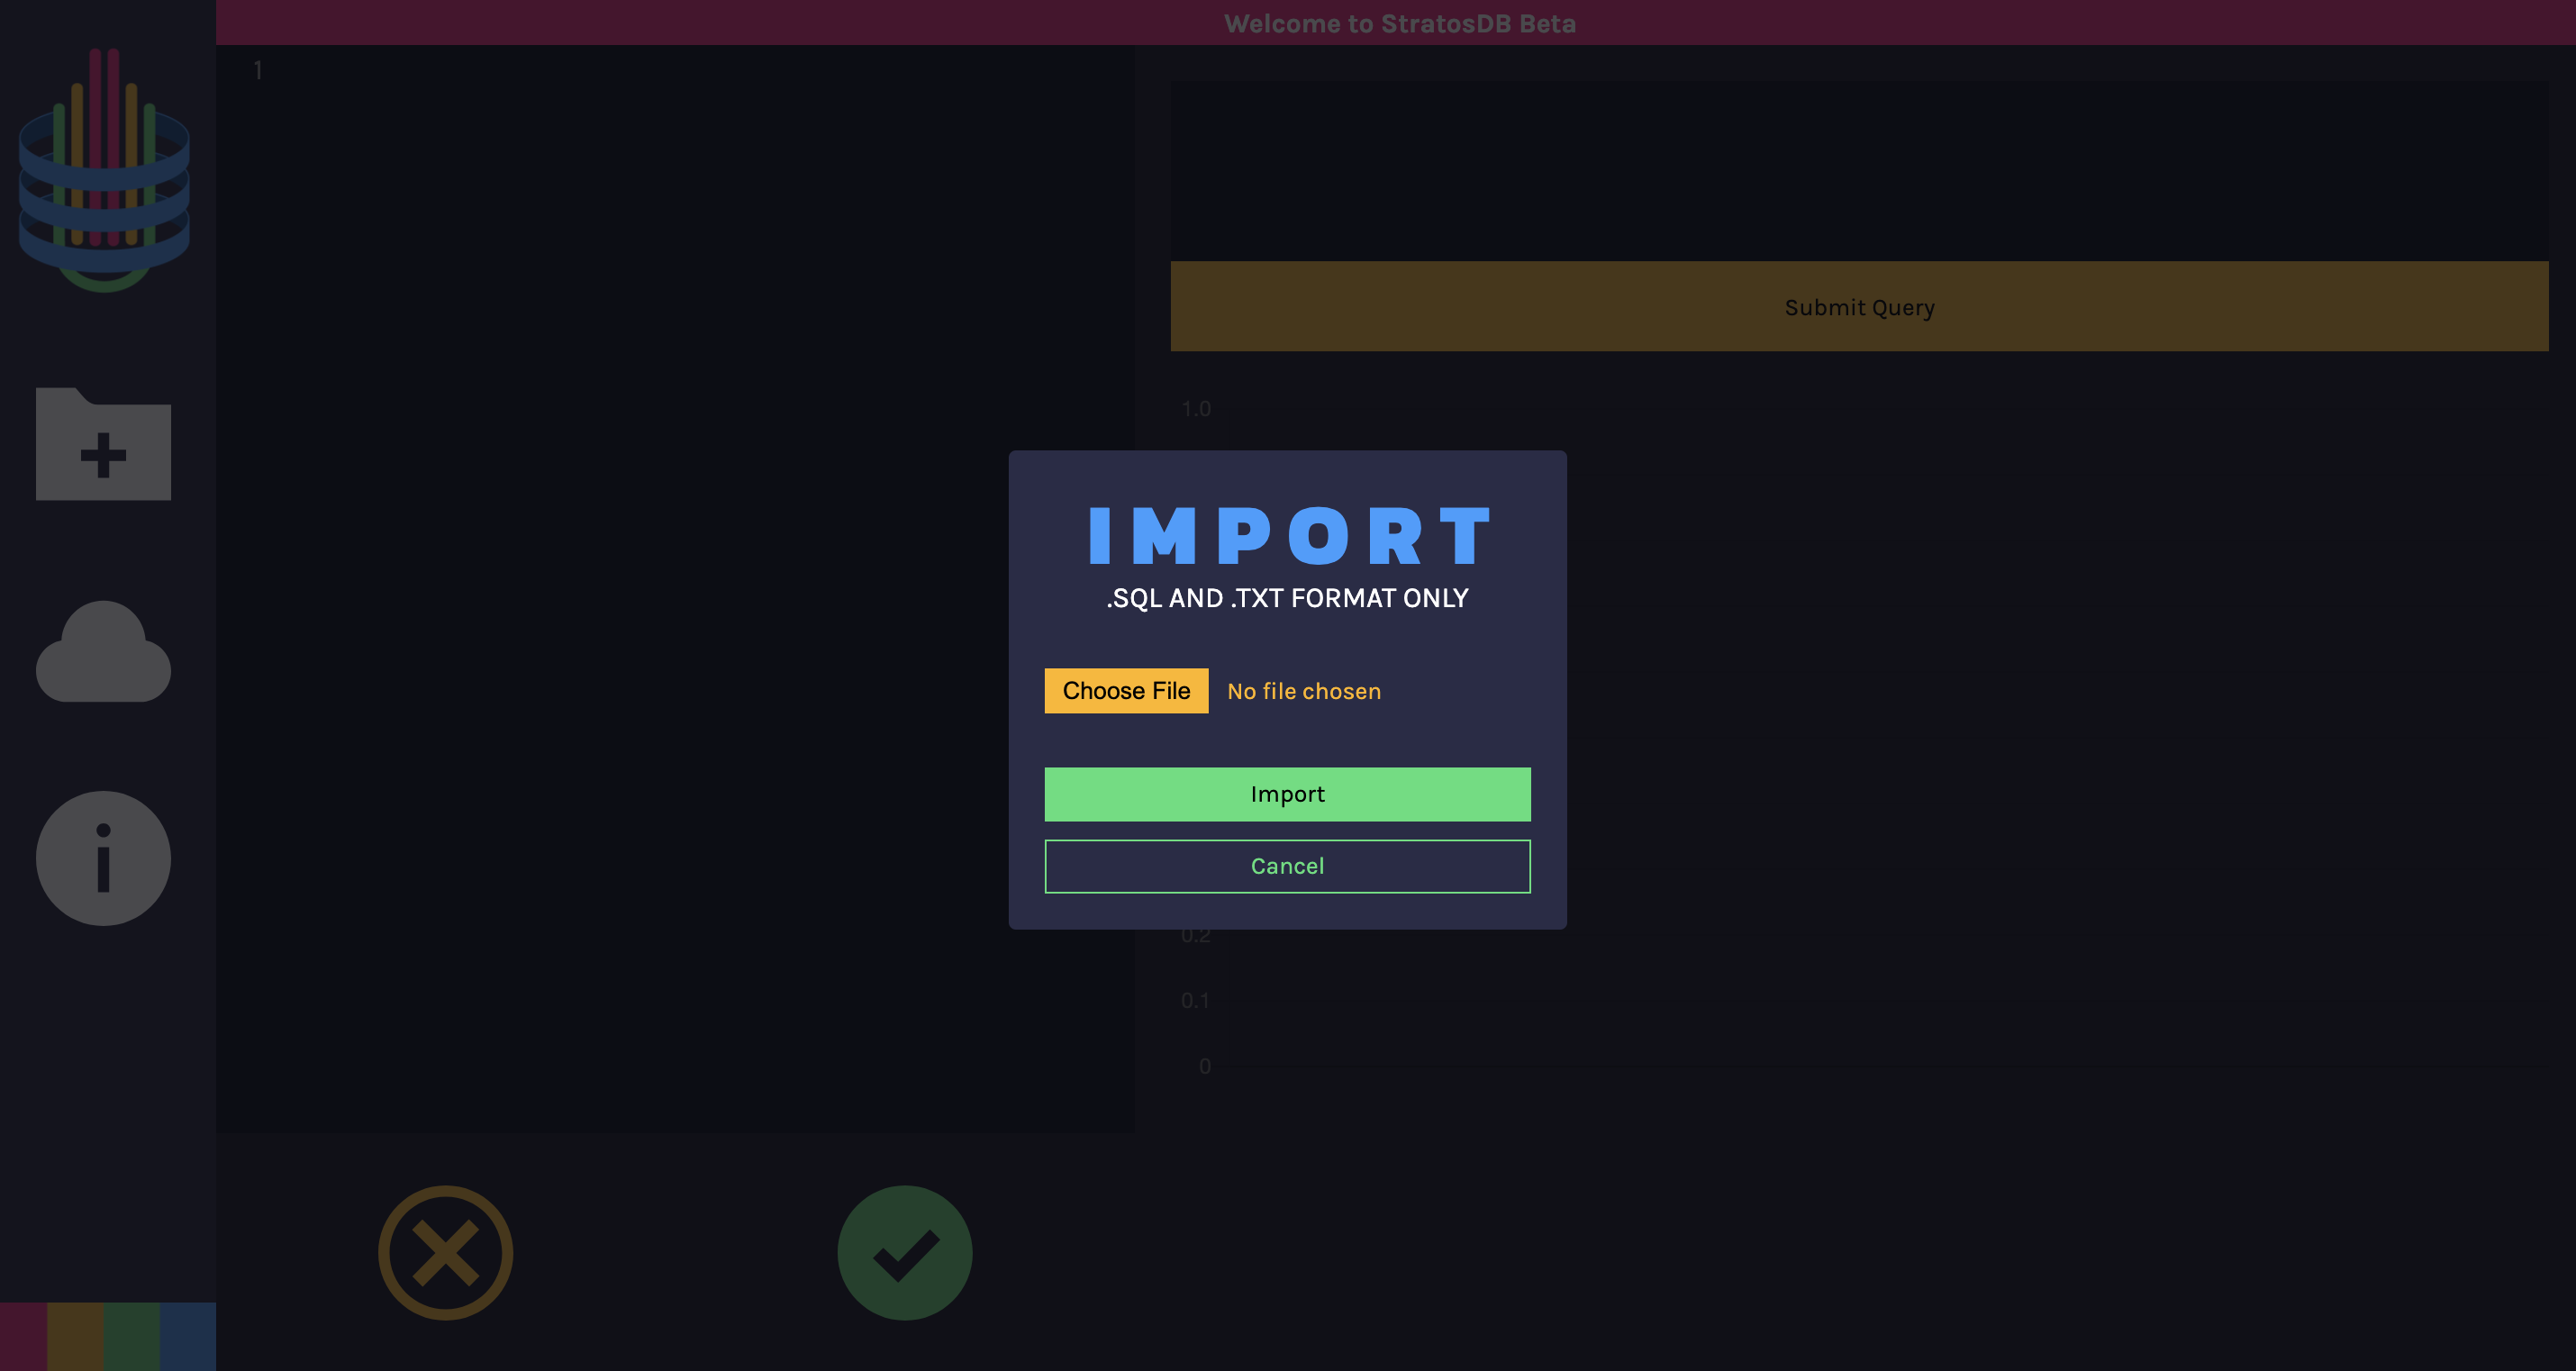 Welcome to StratosDB Beta
1
Submit Query
1.0
IMPORT
.SQL AND .TXT FORMAT ONLY
Choose File No file chosen
Import
Cancel
0.2
0.1
0